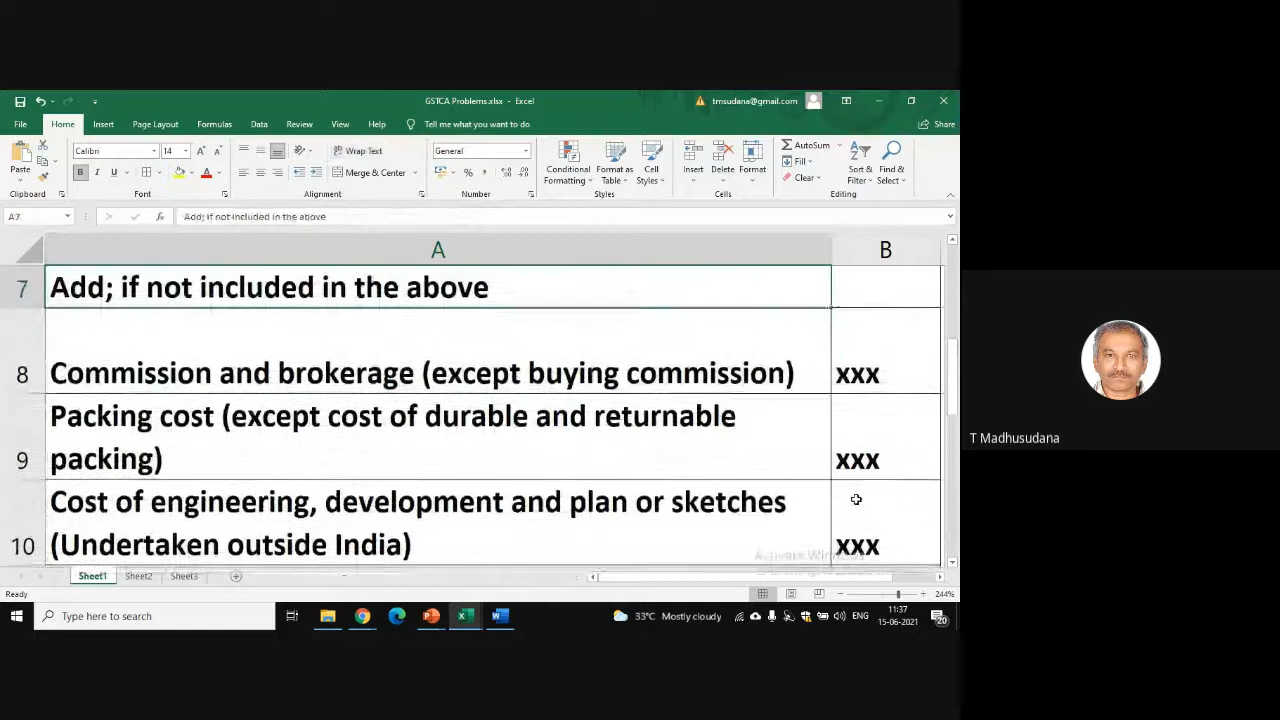 GSTCA Problems.xlsx - Excel
tmsudana@gmail.com
File Home Insert Page Layout Formulas Data Review View Help Tell me what you want to do Share
Paste
Clipboard
Calibri 14
B I U
Font
Wrap Text
Merge & Center
Alignment
General
Number
Conditional Formatting
Format as Table
Cell Styles
Styles
Insert
Delete
Format
Cells
AutoSum
Fill
Clear
Sort & Filter
Find & Select
Editing
A7 fx Add; if not included in the above
A B
7 Add; if not included in the above
8 Commission and brokerage (except buying commission) xxx
Packing cost (except cost of durable and returnable
9 packing) xxx
Cost of engineering, development and plan or sketches
10 (Undertaken outside India) xxx
Sheet1 Sheet2 Sheet3
Ready 244%
Type here to search
33°C Mostly cloudy ENG 11:37
15-06-2021 20
T Madhusudana